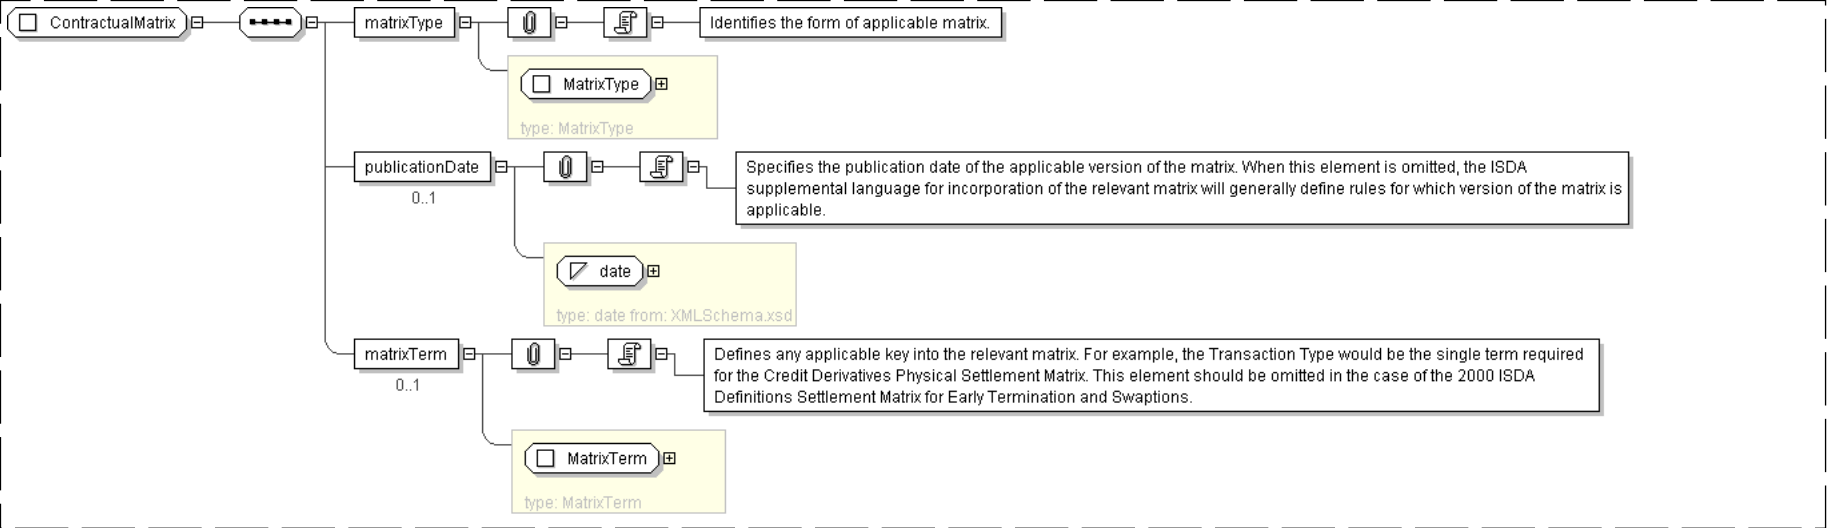 ContractualMatrix
matrixType
Identifies the form of applicable matrix.
MatrixType
type: MatrixType
publicationDate
0..1
Specifies the publication date of the applicable version of the matrix. When this element is omitted, the ISDA
supplemental language for incorporation of the relevant matrix will generally define rules for which version of the matrix is
applicable.
date
type: date from: XMLSchema.xsd
matrixTerm
0..1
Defines any applicable key into the relevant matrix. For example, the Transaction Type would be the single term required
for the Credit Derivatives Physical Settlement Matrix. This element should be omitted in the case of the 2000 ISDA
Definitions Settlement Matrix for Early Termination and Swaptions.
MatrixTerm
type: MatrixTerm